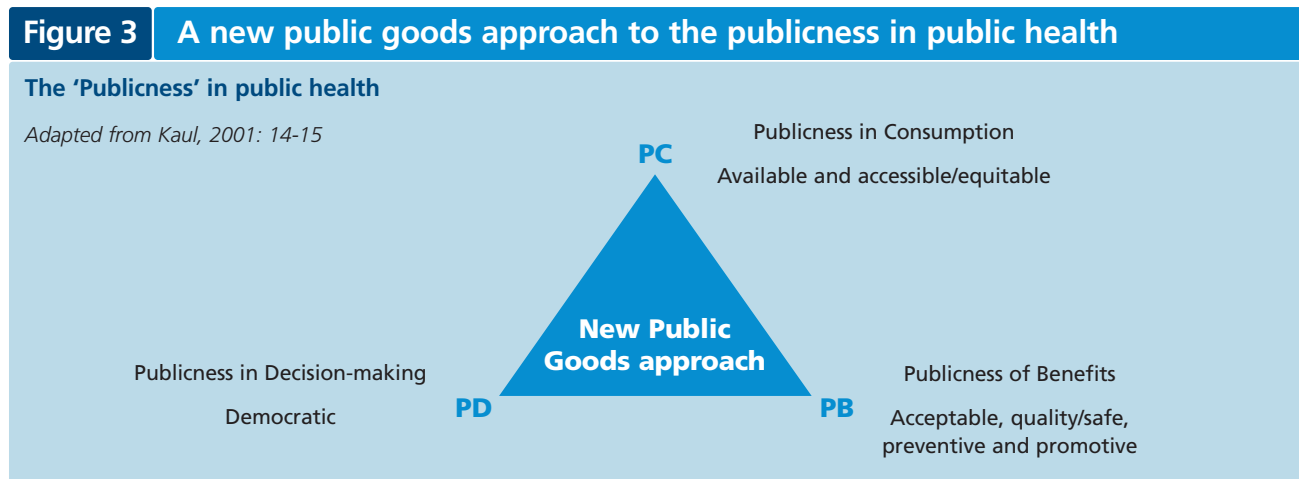 Figure 3
A new public goods approach to the publicness in public health
The ‘Publicness’ in public health
Adapted from Kaul, 2001: 14-15
PC
Publicness in Consumption
Available and accessible/equitable
New Public
Goods approach
Publicness in Decision-making
Democratic
PD
PB
Publicness of Benefits
Acceptable, quality/safe,
preventive and promotive